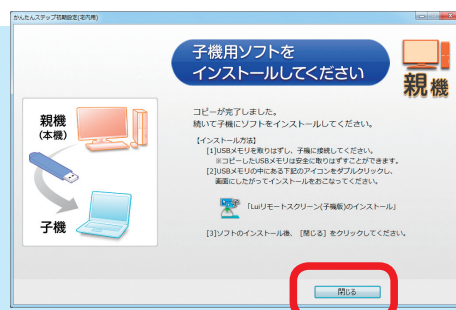 かんたんステップ初期設定(宅内用)
子機用ソフトを
インストールしてください
親機
親機
(本機)
子機
コピーが完了しました。
続いて子機にソフトをインストールしてください。
【インストール方法】
[1]USBメモリを取りはずし、子機に接続してください。
※コピーしたUSBメモリは安全に取りはずすことができます。
[2]USBメモリの中にある下記のアイコンをダブルクリックし、
画面にしたがってインストールをおこなってください。
「Luiリモートスクリーン(子機版)のインストール」
[3]ソフトのインストール後、[閉じる] をクリックしてください。
閉じる